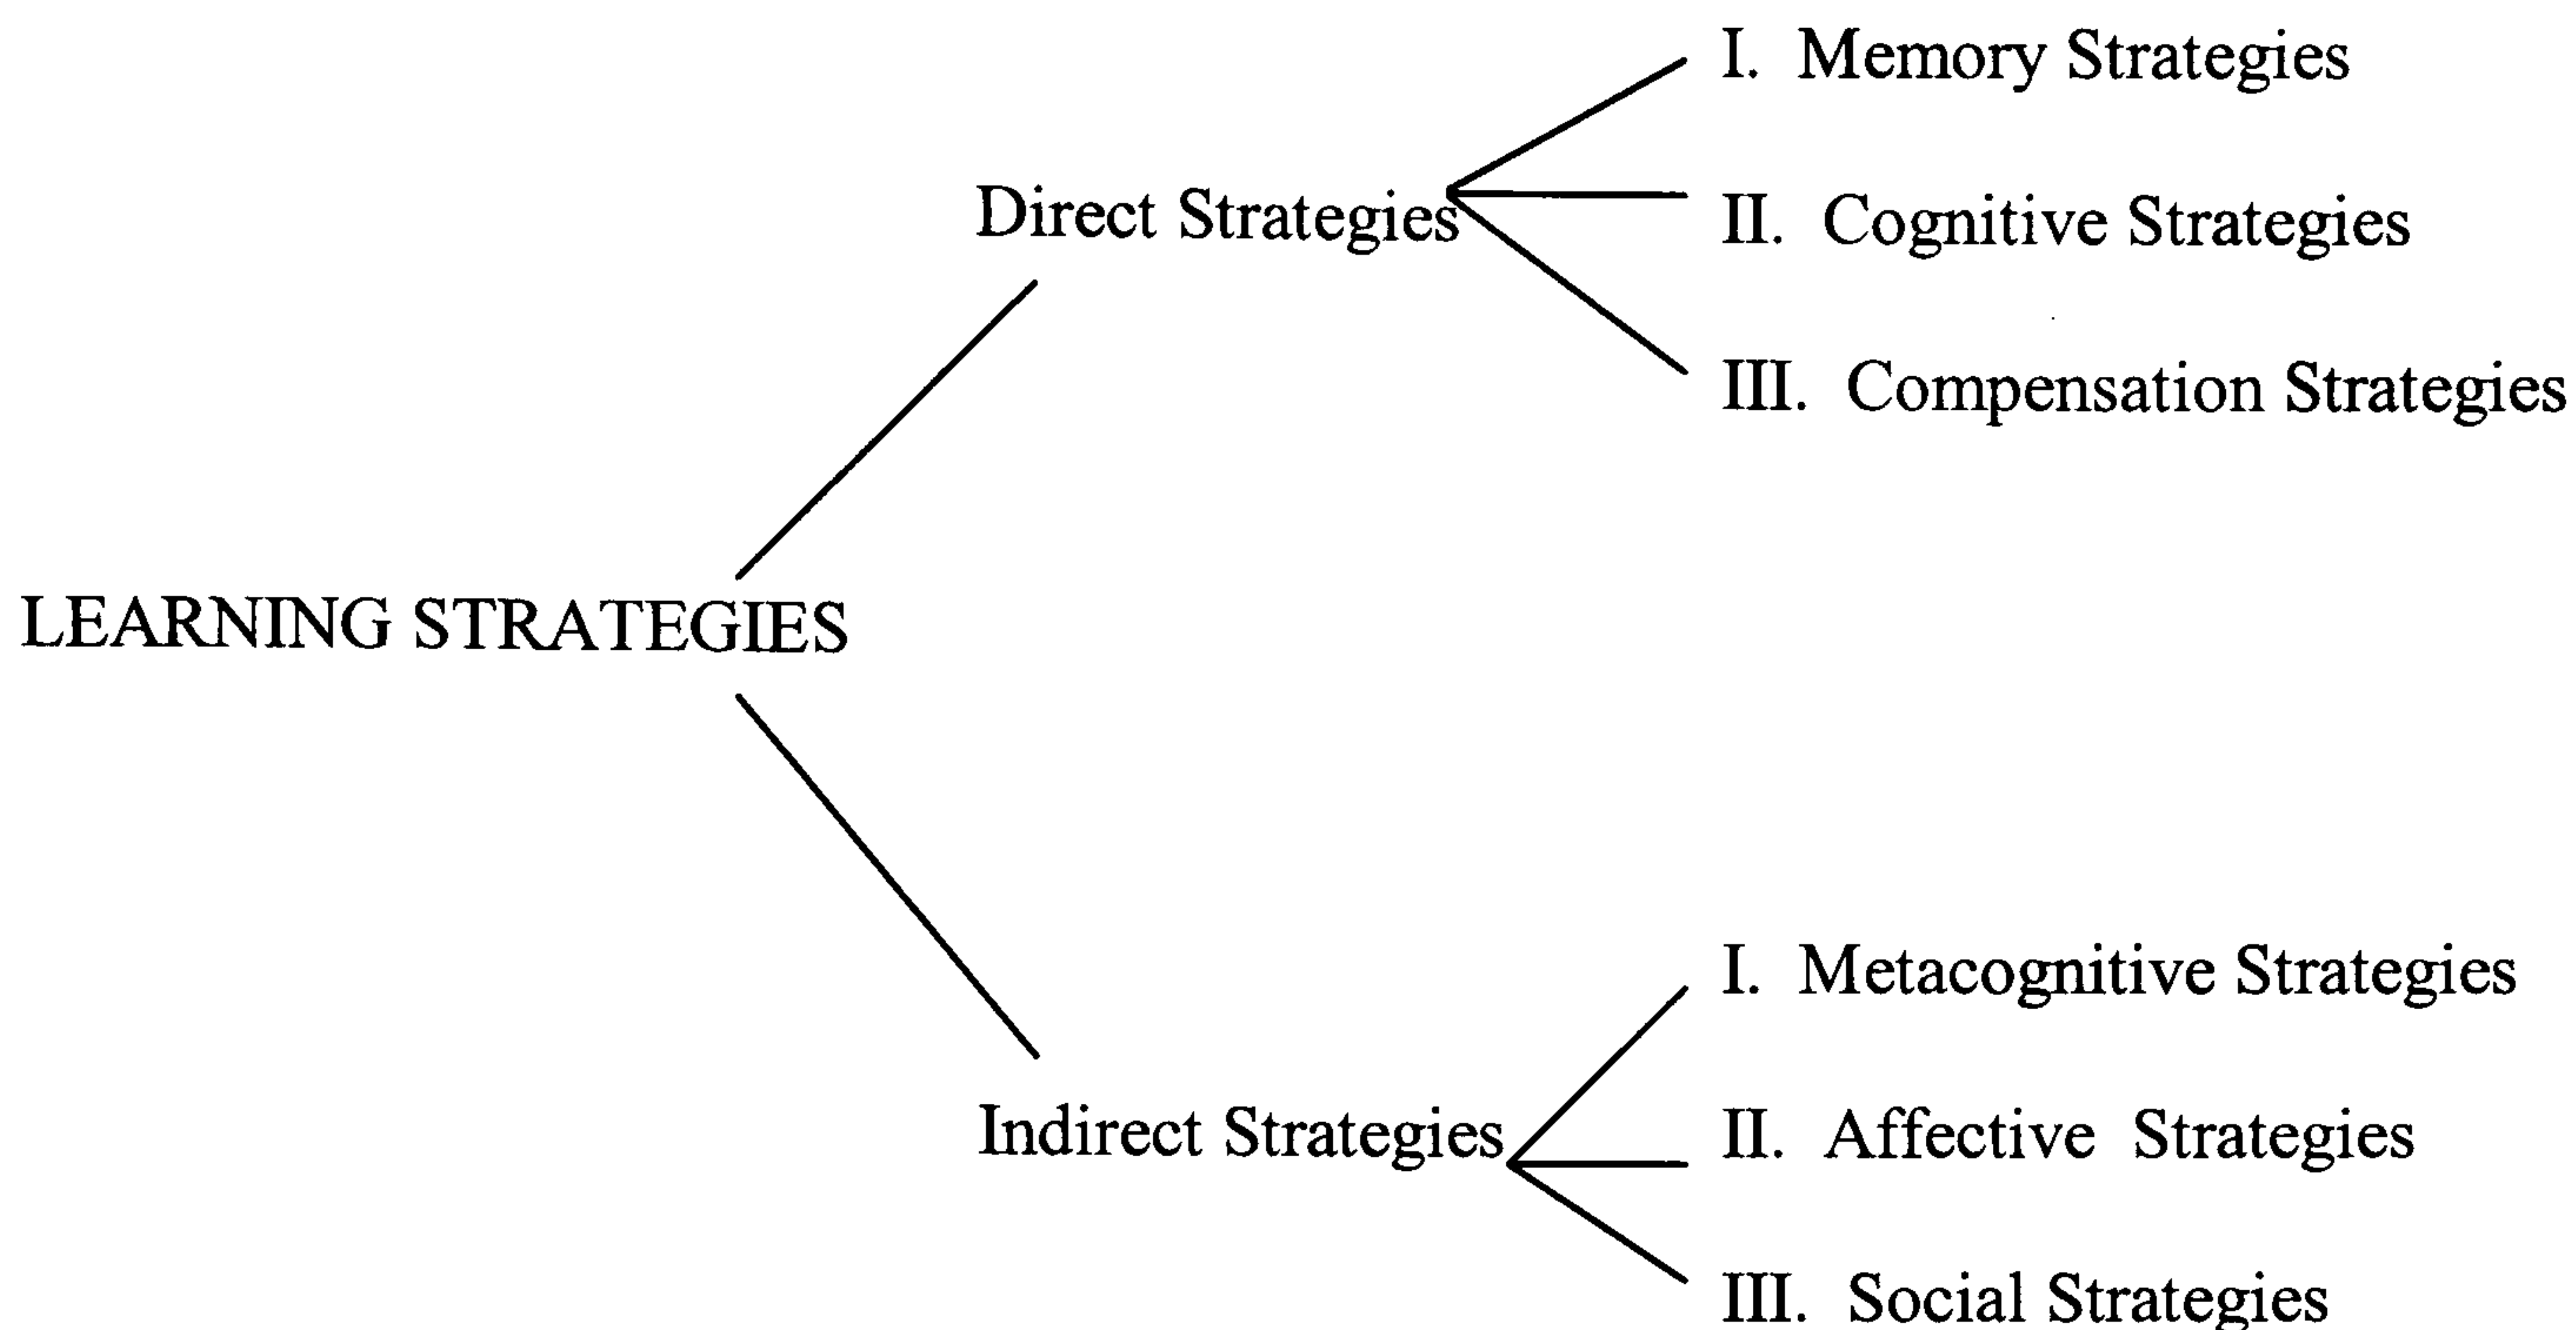 I. Memory Strategies
Direct Strategies
II. Cognitive Strategies
III. Compensation Strategies
LEARNING STRATEGIES
I. Metacognitive Strategies
Indirect Strategies
II. Affective Strategies
III. Social Strategies